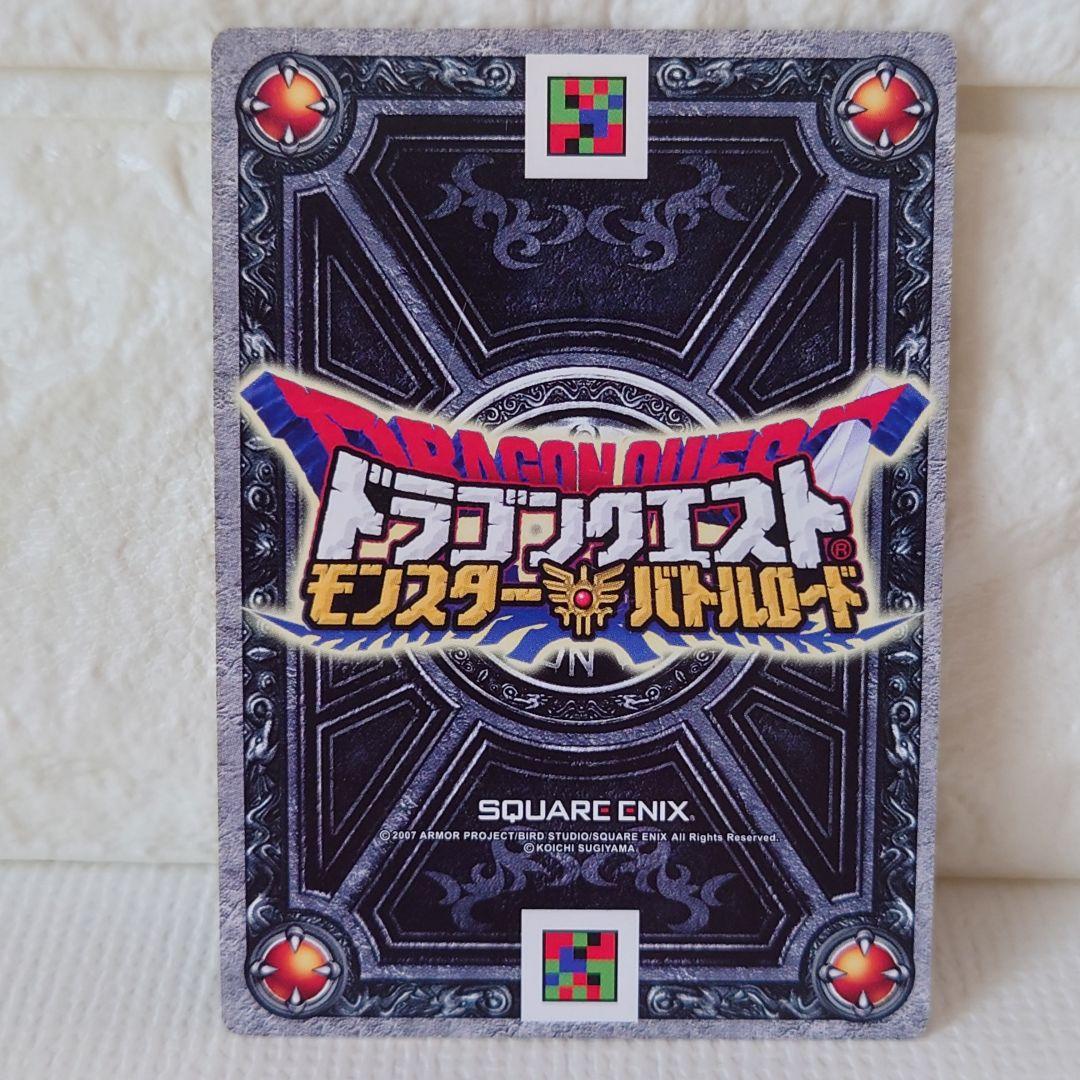 DRAGON QUEST
ドラゴンクエスト®
モンスターバトルロード
SQUARE ENIX®
©2007 ARMOR PROJECT/BIRD STUDIO/SQUARE ENIX All Rights Reserved.
©KOICHI SUGIYAMA